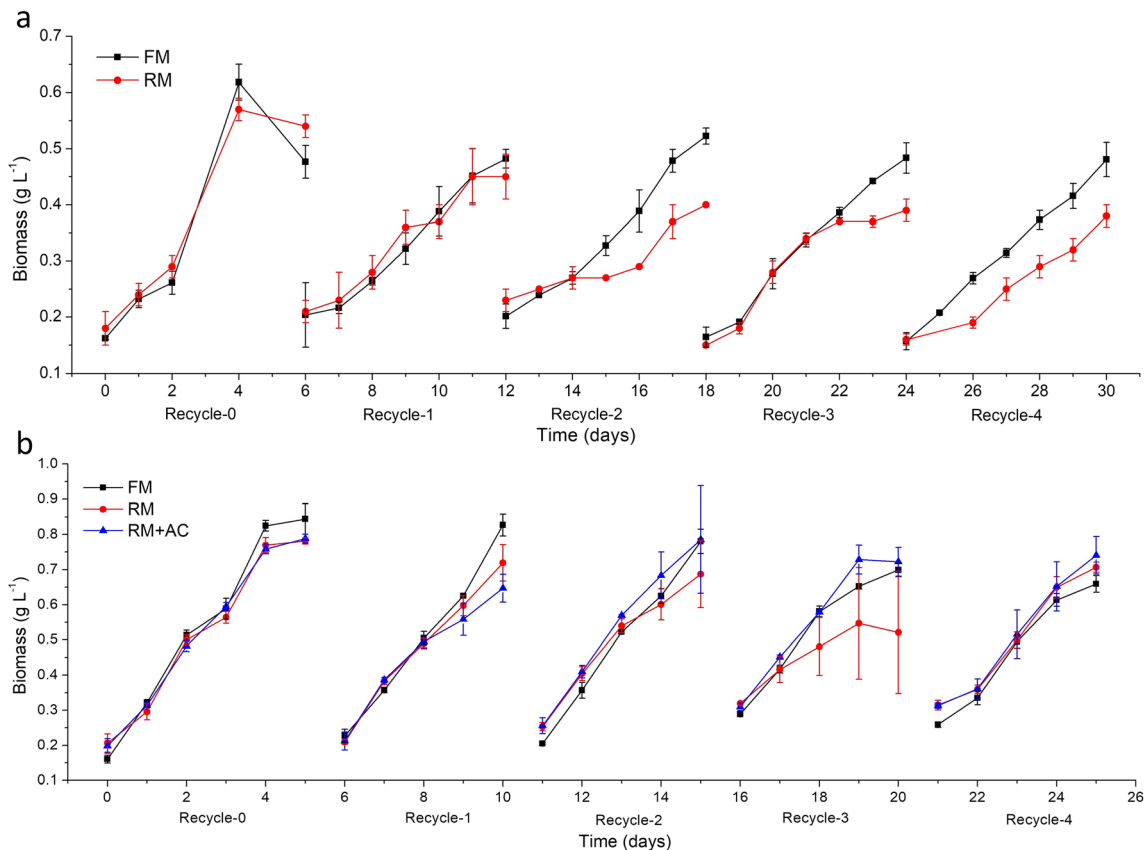 a
0.7
0.6
0.5
0.4
0.3
0.2
0.1
Biomass (g L⁻¹)
FM
RM
0 2 4 6 8 10 12 14 16 18 20 22 24 26 28 30
Recycle-0 Recycle-1 Recycle-2 Recycle-3 Recycle-4
Time (days)
b
1.0
0.9
0.8
0.7
0.6
0.5
0.4
0.3
0.2
0.1
Biomass (g L⁻¹)
FM
RM
RM+AC
0 2 4 6 8 10 12 14 16 18 20 22 24 26
Recycle-0 Recycle-1 Recycle-2 Recycle-3 Recycle-4
Time (days)